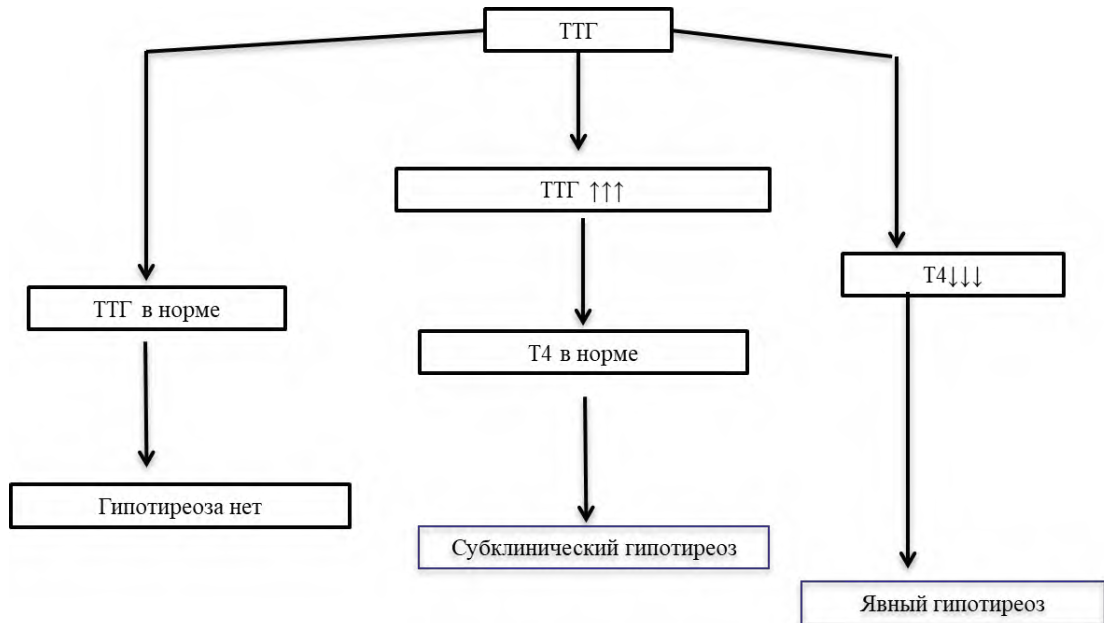 ТТГ
ТТГ ↑↑↑
Т4↓↓↓
ТТГ в норме
Т4 в норме
Гипотиреоза нет
Субклинический гипотиреоз
Явный гипотиреоз